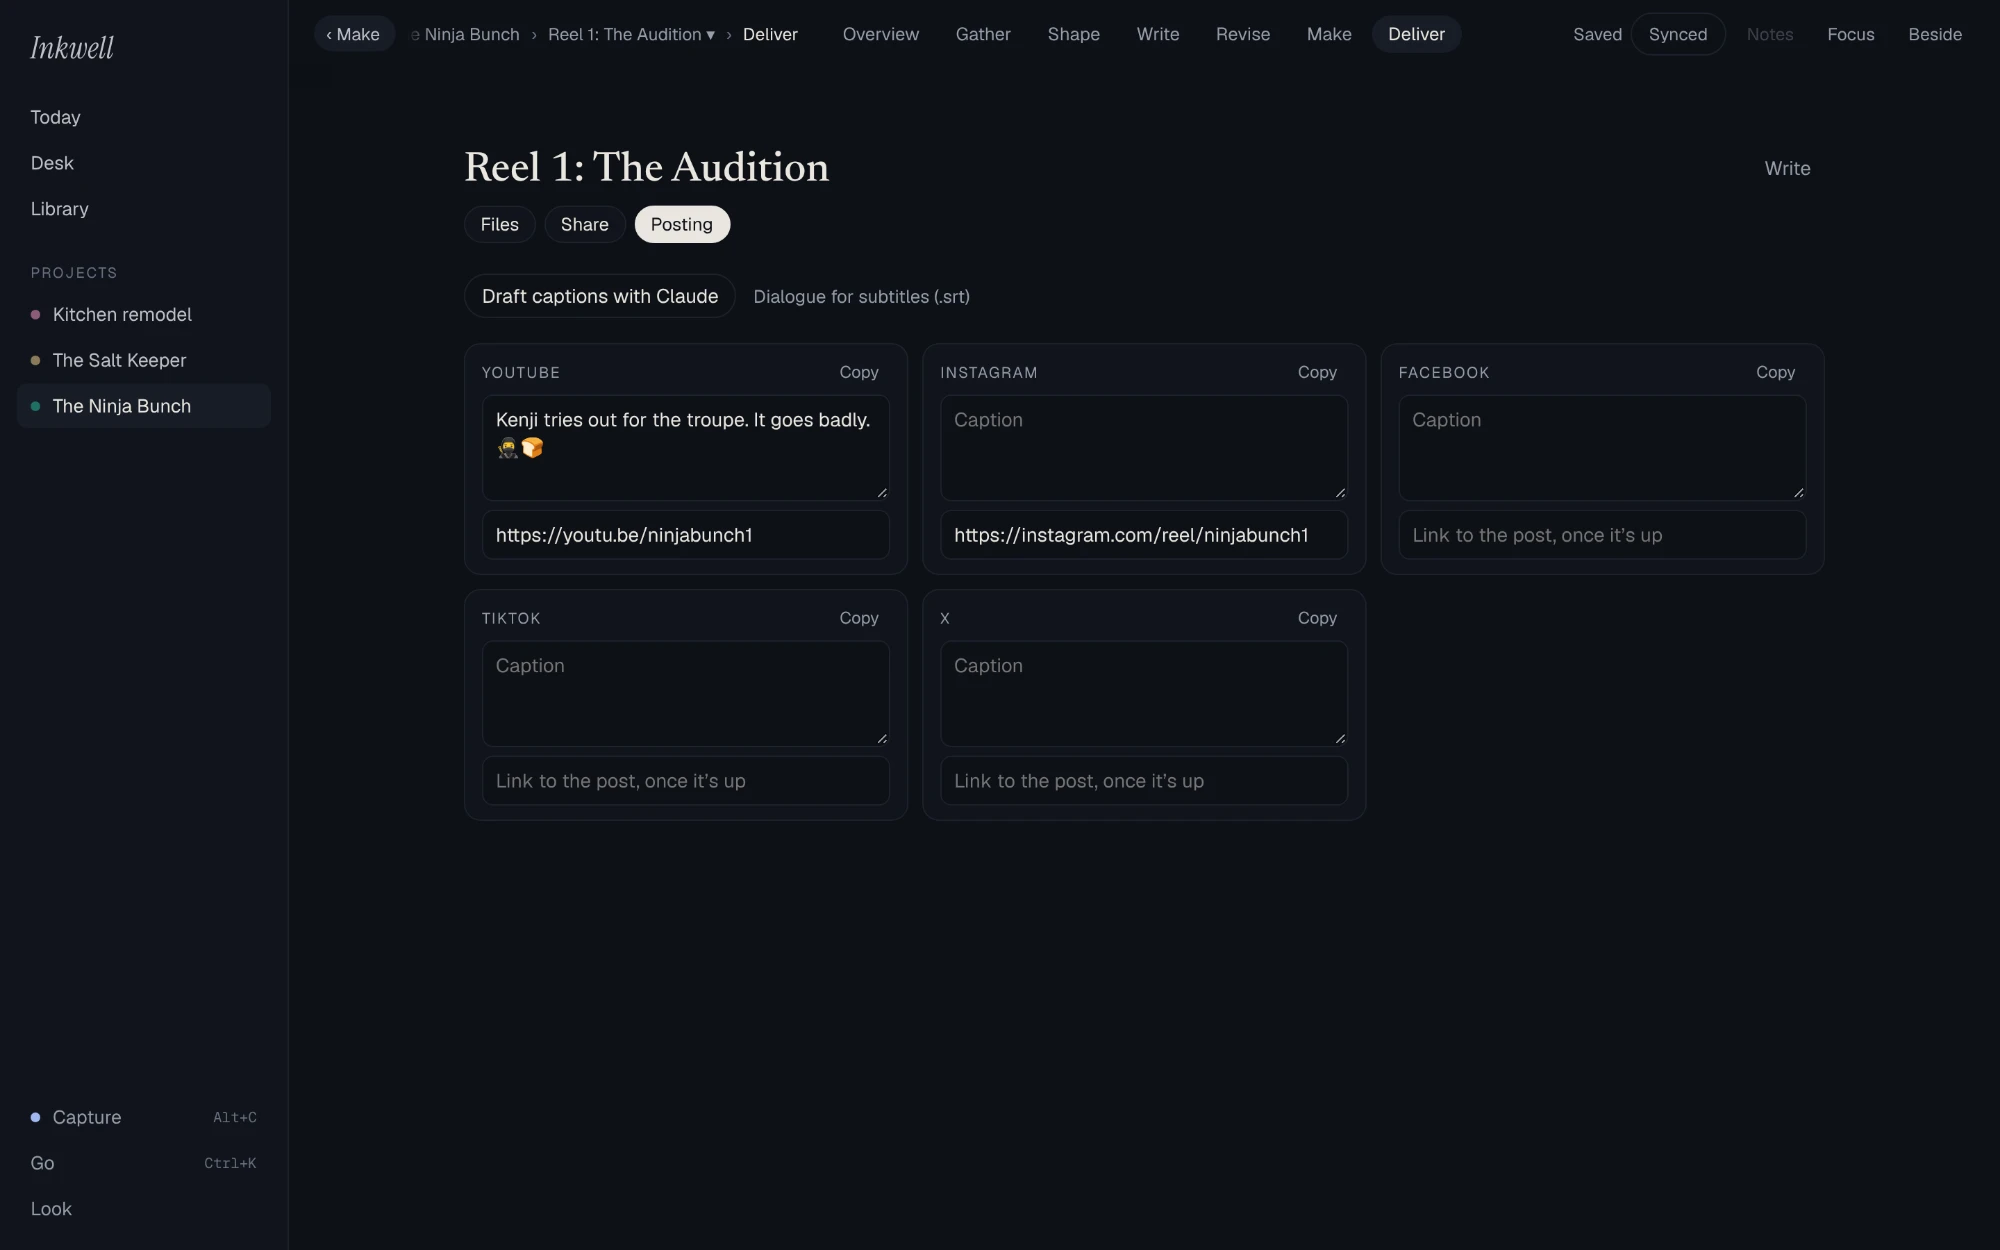 Inkwell
Today
Desk
Library
PROJECTS
Kitchen remodel
The Salt Keeper
The Ninja Bunch
Capture Alt+C
Go Ctrl+K
Look
‹ Make e Ninja Bunch › Reel 1: The Audition ▾ › Deliver Overview Gather Shape Write Revise Make Deliver Saved Synced Notes Focus Beside
Reel 1: The Audition Write
Files Share Posting
Draft captions with Claude Dialogue for subtitles (.srt)
YOUTUBE Copy
Kenji tries out for the troupe. It goes badly.
🥷🍞
https://youtu.be/ninjabunch1
INSTAGRAM Copy
Caption
https://instagram.com/reel/ninjabunch1
FACEBOOK Copy
Caption
Link to the post, once it’s up
TIKTOK Copy
Caption
Link to the post, once it’s up
X Copy
Caption
Link to the post, once it’s up